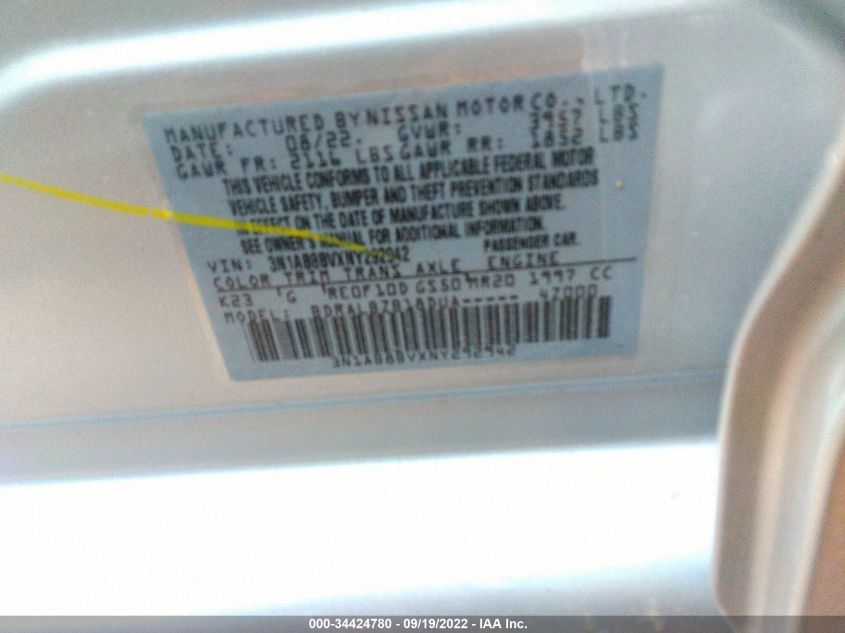 MANUFACTURED BY NISSAN MOTOR CO., LTD.
DATE: 08/22 GVWR: LBS
GAWR FR: 2116 LBS GAWR RR: 1852 LBS
THIS VEHICLE CONFORMS TO ALL APPLICABLE FEDERAL MOTOR
VEHICLE SAFETY, BUMPER AND THEFT PREVENTION STANDARDS
IN EFFECT ON THE DATE OF MANUFACTURE SHOWN ABOVE.
SEE OWNER'S MANUAL FOR ADDITIONAL INFORMATION.
VIN: PASSENGER CAR.
COLOR TRIM TRANS AXLE ENGINE
K23 G RE0F10D GS50 MR20 1997 CC
MODEL: 47000
000-34424780 - 09/19/2022 - IAA Inc.